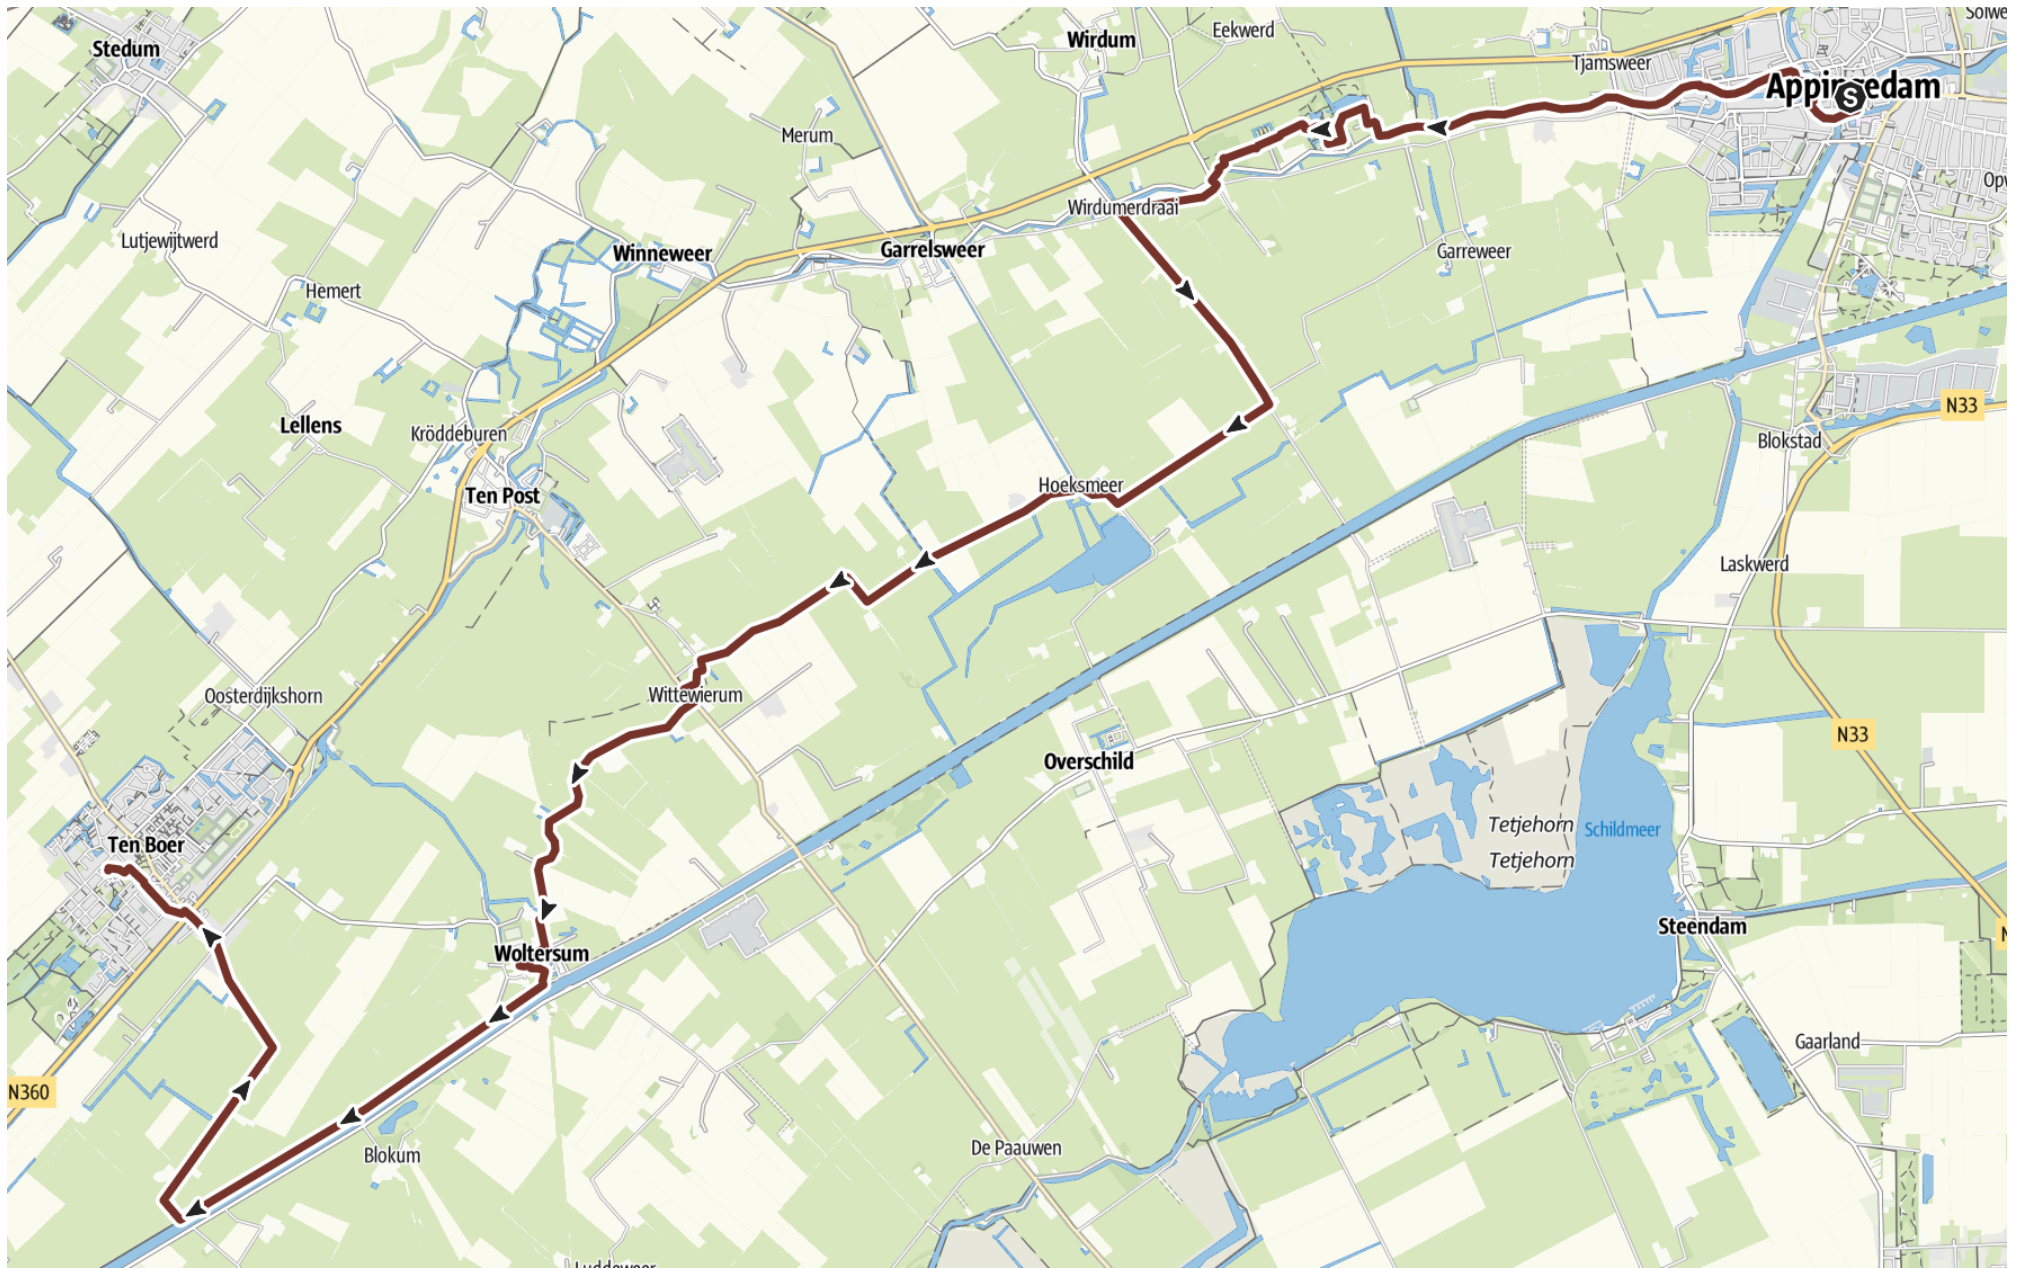 Solwe
Eekwerd
Wirdum
Stedum
Tjamsweer
Appingedam
S
Merum
Opw
Wirdumerdraai
Lutjewijtwerd
Winneweer
Garrelsweer
Garreweer
Hemert
N33
Lellens
Kröddeburen
Blokstad
Hoeksmeer
Ten Post
Laskwerd
Oosterdijkshorn
Wittewierum
N33
Overschild
Tetjehorn
Schildmeer
Ten Boer
Tetjehorn
Steendam
N
Woltersum
Gaarland
N360
De Paauwen
Blokum
Luddeweer